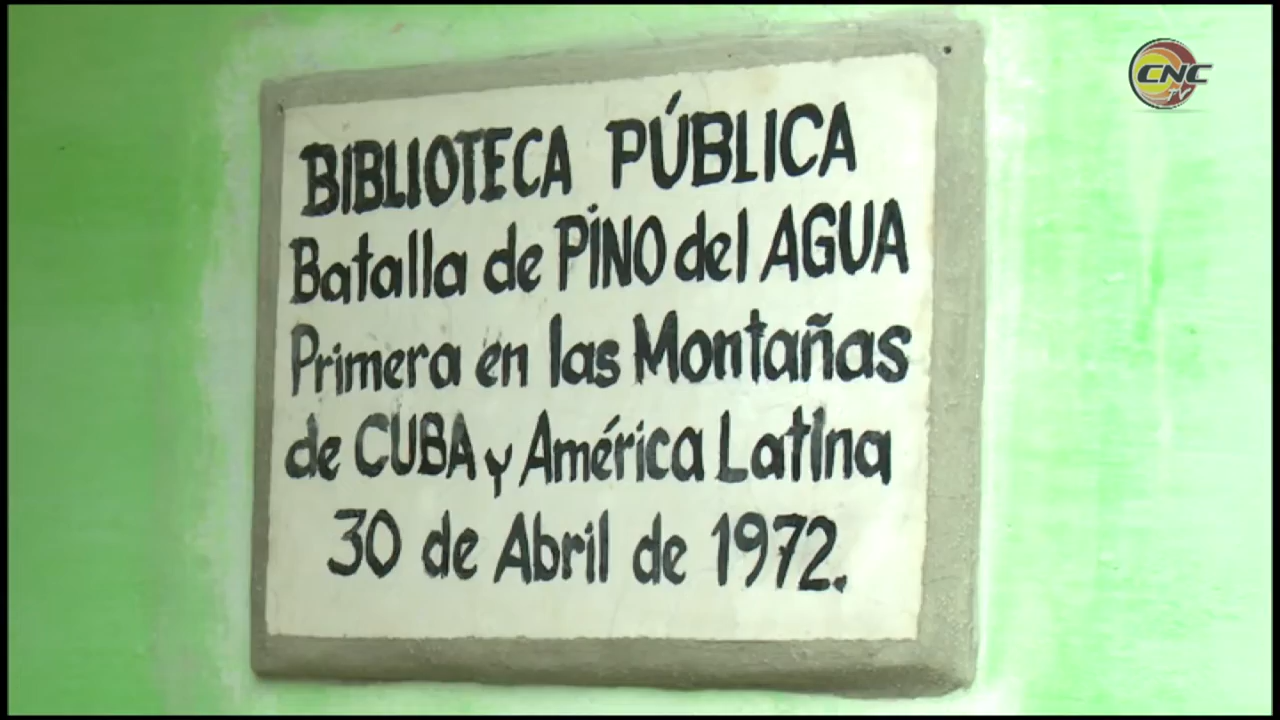 CNC
TV
BIBLIOTECA PÚBLICA
Batalla de PINO del AGUA
Primera en las Montañas
de CUBA y América LatIna
30 de Abril de 1972.